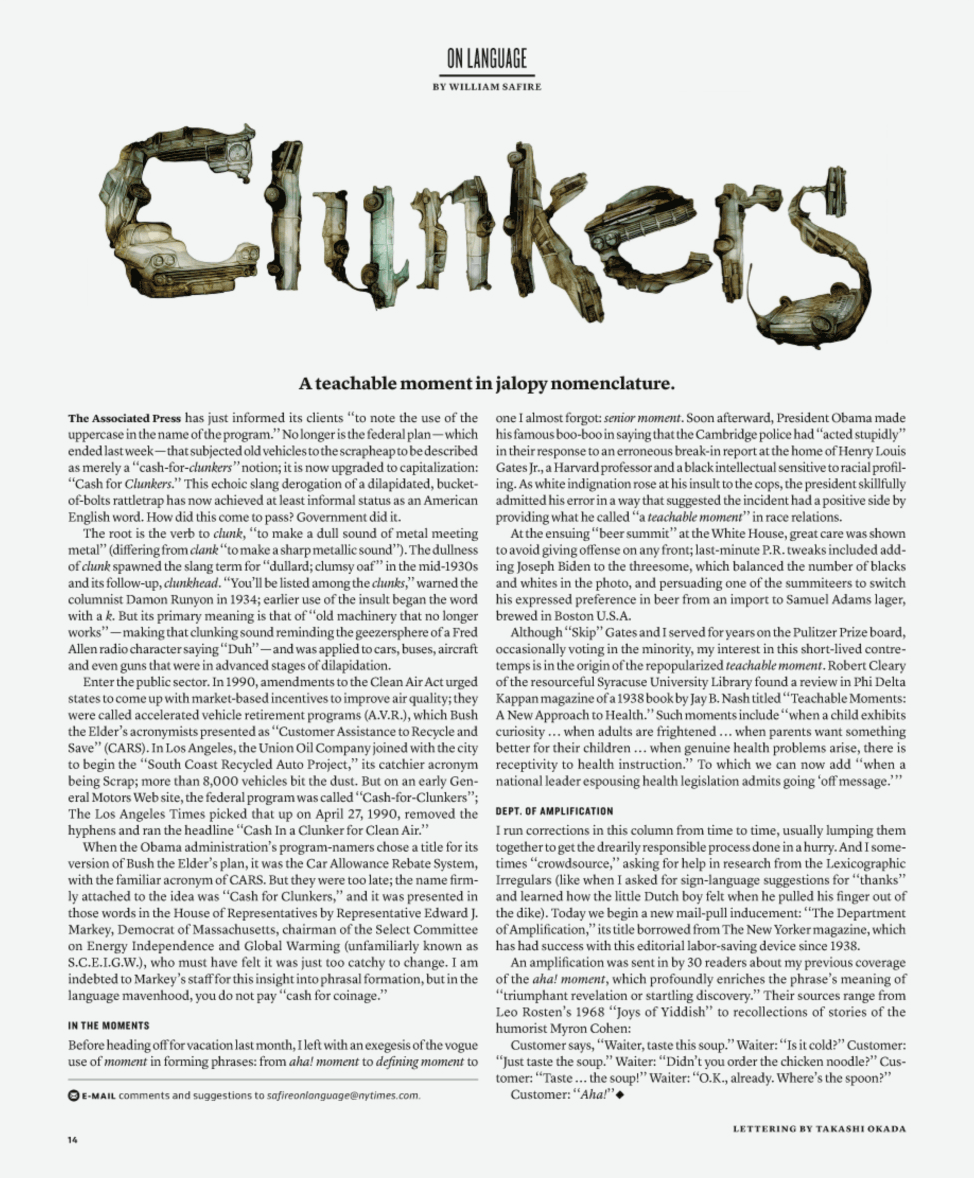 ON LANGUAGE
BY WILLIAM SAFIRE
Clunkers
A teachable moment in jalopy nomenclature.
The Associated Press has just informed its clients “to note the use of the
uppercase in the name of the program.” No longer is the federal plan — which
ended last week — that subjected old vehicles to the scrapheap to be described
as merely a “cash-for-clunkers” notion; it is now upgraded to capitalization:
“Cash for Clunkers.” This echoic slang derogation of a dilapidated, bucket-
of-bolts rattletrap has now achieved at least informal status as an American
English word. How did this come to pass? Government did it.
The root is the verb to clunk, “to make a dull sound of metal meeting
metal” (differing from clank “to make a sharp metallic sound”). The dullness
of clunk spawned the slang term for “dullard; clumsy oaf” in the mid-1930s
and its follow-up, clunkhead. “You’ll be listed among the clunks,” warned the
columnist Damon Runyon in 1934; earlier use of the insult began the word
with a k. But its primary meaning is that of “old machinery that no longer
works” — making that clunking sound reminding the geezersphere of a Fred
Allen radio character saying “Duh” — and was applied to cars, buses, aircraft
and even guns that were in advanced stages of dilapidation.
Enter the public sector. In 1990, amendments to the Clean Air Act urged
states to come up with market-based incentives to improve air quality; they
were called accelerated vehicle retirement programs (A.V.R.), which Bush
the Elder’s acronymists presented as “Customer Assistance to Recycle and
Save” (CARS). In Los Angeles, the Union Oil Company joined with the city
to begin the “South Coast Recycled Auto Project,” its catchier acronym
being Scrap; more than 8,000 vehicles bit the dust. But on an early Gen-
eral Motors Web site, the federal program was called “Cash-for-Clunkers”;
The Los Angeles Times picked that up on April 27, 1990, removed the
hyphens and ran the headline “Cash In a Clunker for Clean Air.”
When the Obama administration’s program-namers chose a title for its
version of Bush the Elder’s plan, it was the Car Allowance Rebate System,
with the familiar acronym of CARS. But they were too late; the name firm-
ly attached to the idea was “Cash for Clunkers,” and it was presented in
those words in the House of Representatives by Representative Edward J.
Markey, Democrat of Massachusetts, chairman of the Select Committee
on Energy Independence and Global Warming (unfamiliarly known as
S.C.E.I.G.W.), who must have felt it was just too catchy to change. I am
indebted to Markey’s staff for this insight into phrasal formation, but in the
language mavenhood, you do not pay “cash for coinage.”
IN THE MOMENTS
Before heading off for vacation last month, I left with an exegesis of the vogue
use of moment in forming phrases: from aha! moment to defining moment to
E-MAIL comments and suggestions to safireonlanguage@nytimes.com.
14
one I almost forgot: senior moment. Soon afterward, President Obama made
his famous boo-boo in saying that the Cambridge police had “acted stupidly”
in their response to an erroneous break-in report at the home of Henry Louis
Gates Jr., a Harvard professor and a black intellectual sensitive to racial profil-
ing. As white indignation rose at his insult to the cops, the president skillfully
admitted his error in a way that suggested the incident had a positive side by
providing what he called “a teachable moment” in race relations.
At the ensuing “beer summit” at the White House, great care was shown
to avoid giving offense on any front; last-minute P.R. tweaks included add-
ing Joseph Biden to the threesome, which balanced the number of blacks
and whites in the photo, and persuading one of the summiteers to switch
his expressed preference in beer from an import to Samuel Adams lager,
brewed in Boston U.S.A.
Although “Skip” Gates and I served for years on the Pulitzer Prize board,
occasionally voting in the minority, my interest in this short-lived contre-
temps is in the origin of the repopularized teachable moment. Robert Cleary
of the resourceful Syracuse University Library found a review in Phi Delta
Kappan magazine of a 1938 book by Jay B. Nash titled “Teachable Moments:
A New Approach to Health.” Such moments include “when a child exhibits
curiosity ... when adults are frightened ... when parents want something
better for their children ... when genuine health problems arise, there is
receptivity to health instruction.” To which we can now add “when a
national leader espousing health legislation admits going ‘off message.’”
DEPT. OF AMPLIFICATION
I run corrections in this column from time to time, usually lumping them
together to get the drearily responsible process done in a hurry. And I some-
times “crowdsource,” asking for help in research from the Lexicographic
Irregulars (like when I asked for sign-language suggestions for “thanks”
and learned how the little Dutch boy felt when he pulled his finger out of
the dike). Today we begin a new mail-pull inducement: “The Department
of Amplification,” its title borrowed from The New Yorker magazine, which
has had success with this editorial labor-saving device since 1938.
An amplification was sent in by 30 readers about my previous coverage
of the aha! moment, which profoundly enriches the phrase’s meaning of
“triumphant revelation or startling discovery.” Their sources range from
Leo Rosten’s 1968 “Joys of Yiddish” to recollections of stories of the
humorist Myron Cohen:
Customer says, “Waiter, taste this soup.” Waiter: “Is it cold?” Customer:
“Just taste the soup.” Waiter: “Didn’t you order the chicken noodle?” Cus-
tomer: “Taste ... the soup!” Waiter: “O.K., already. Where’s the spoon?”
Customer: “Aha!”◆
LETTERING BY TAKASHI OKADA